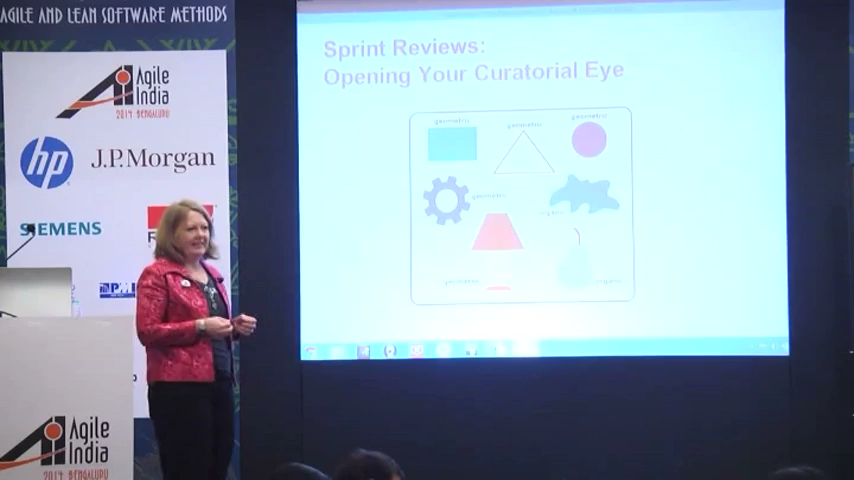 AGILE AND LEAN SOFTWARE METHODS
Agile
India
2014 BENGALURU
hp
J.P.Morgan
SIEMENS
Agile
India
2014 BENGALURU
Sprint Reviews:
Opening Your Curatorial Eye
geometric
geometric
geometric
geometric
organic
geometric
organic